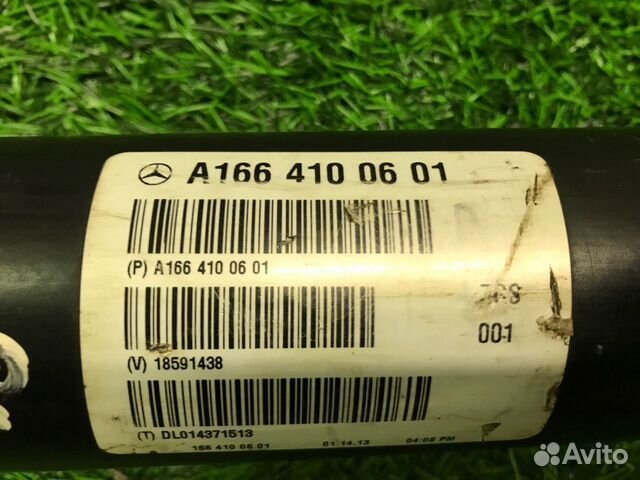 A166 410 06 01
(P) A166 410 06 01
001
(V) 18591438
(T) DL014371513
166 410 06 01 01.14.13 04:06 PM
Avito